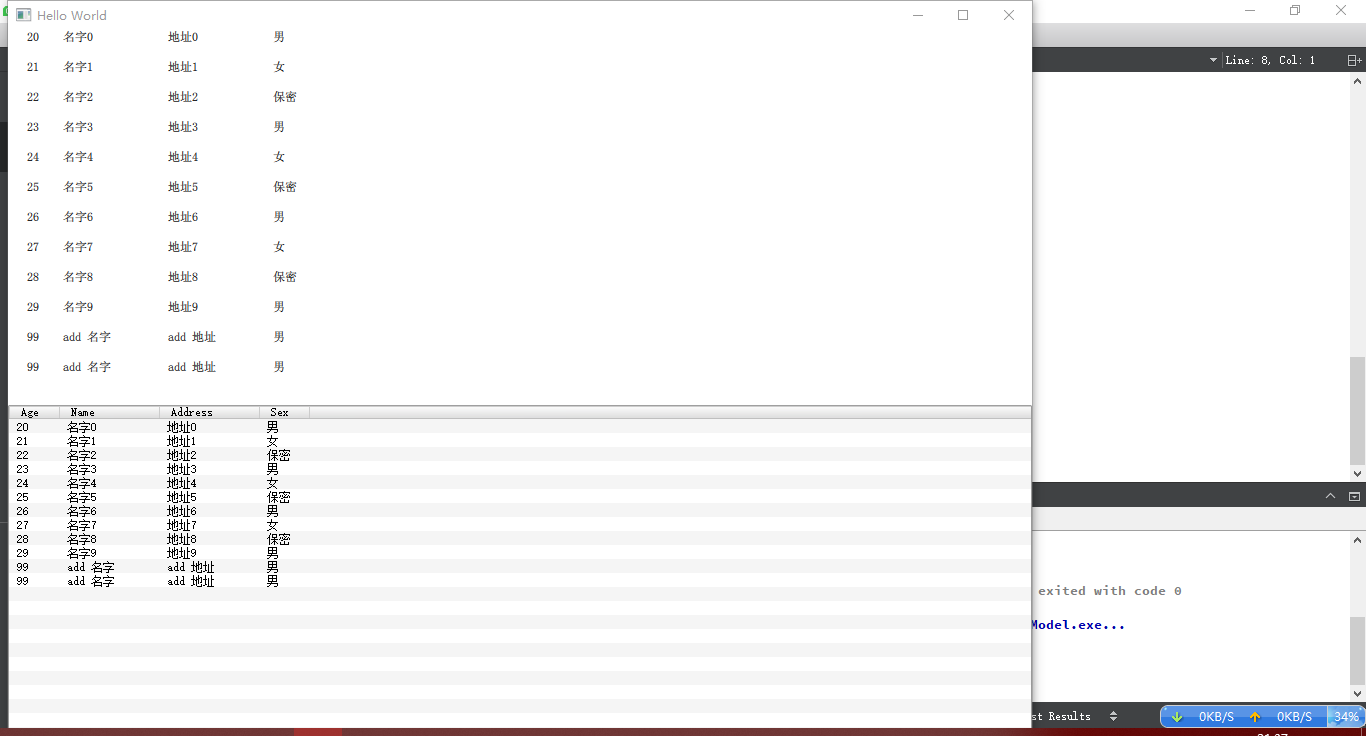 Hello World
20 名字0 地址0 男
21 名字1 地址1 女
22 名字2 地址2 保密
23 名字3 地址3 男
24 名字4 地址4 女
25 名字5 地址5 保密
26 名字6 地址6 男
27 名字7 地址7 女
28 名字8 地址8 保密
29 名字9 地址9 男
99 add 名字 add 地址 男
99 add 名字 add 地址 男
Age Name Address Sex
20 名字0 地址0 男
21 名字1 地址1 女
22 名字2 地址2 保密
23 名字3 地址3 男
24 名字4 地址4 女
25 名字5 地址5 保密
26 名字6 地址6 男
27 名字7 地址7 女
28 名字8 地址8 保密
29 名字9 地址9 男
99 add 名字 add 地址 男
99 add 名字 add 地址 男
Line: 8, Col: 1
exited with code 0
Model.exe...
st Results
0KB/S 0KB/S 34%